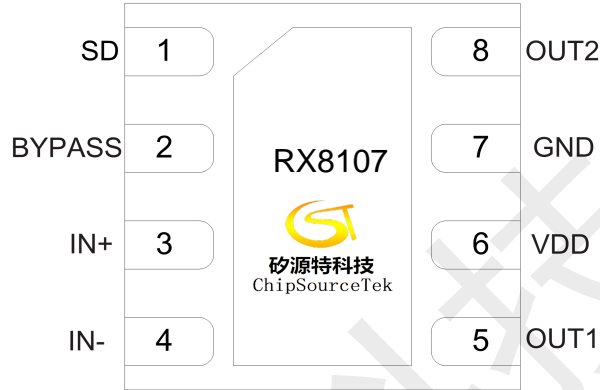 SD 1 8 OUT2
BYPASS 2 7 GND
RX8107
矽源特科技
ChipSourceTek
IN+ 3 6 VDD
IN- 4 5 OUT1